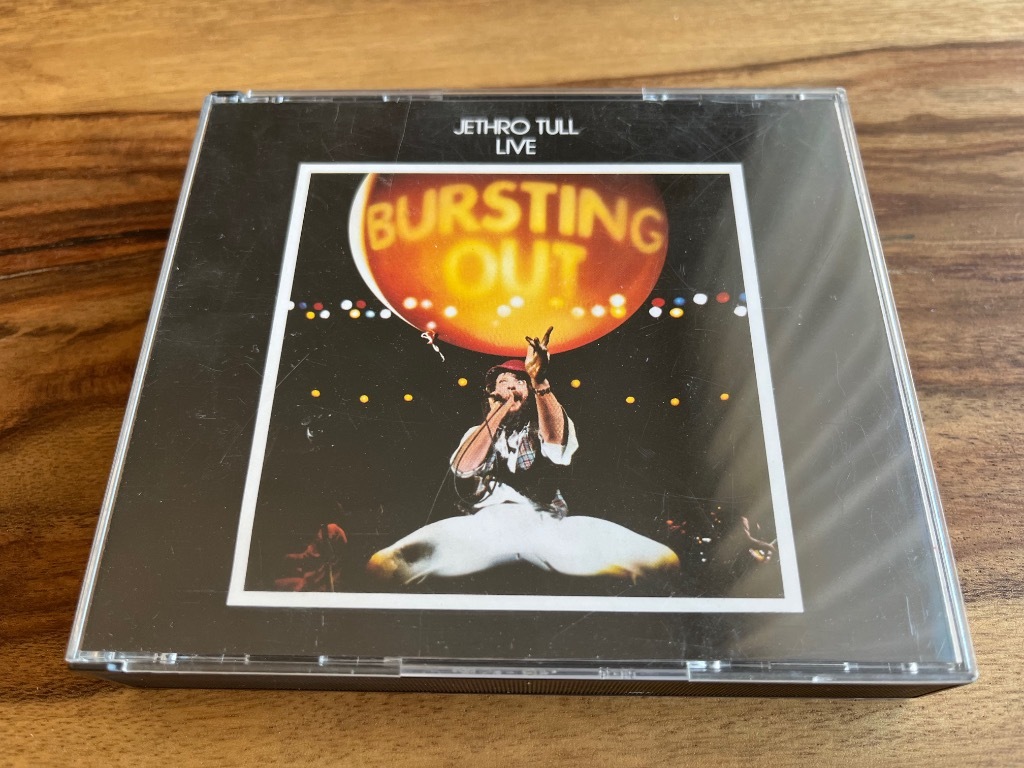 JETHRO TULL
LIVE
BURSTING
OUT